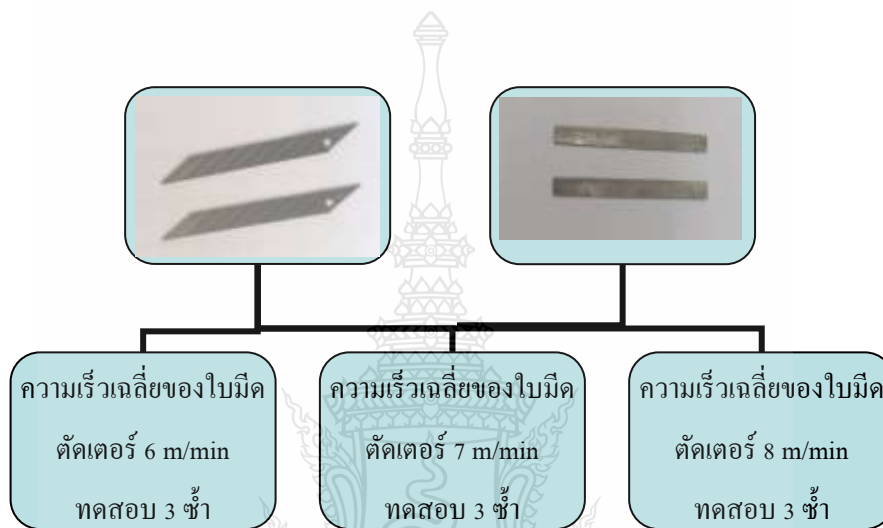 ความเร็วเฉลี่ยของใบมีด
ตัดเตอร์ 6 m/min
ทดสอบ 3 ซ้ำ
ความเร็วเฉลี่ยของใบมีด
ตัดเตอร์ 7 m/min
ทดสอบ 3 ซ้ำ
ความเร็วเฉลี่ยของใบมีด
ตัดเตอร์ 8 m/min
ทดสอบ 3 ซ้ำ